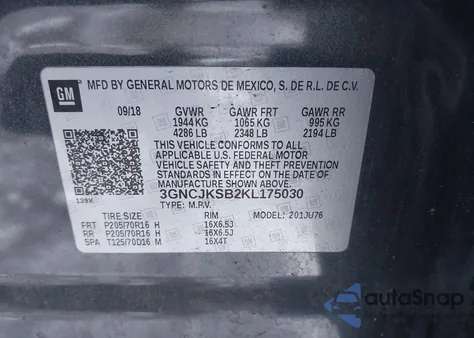 GM
MFD BY GENERAL MOTORS DE MEXICO, S. DE R.L. DE C.V.
09/18 GVWR GAWR FRT GAWR RR
1944 KG 1065 KG 995 KG
4286 LB 2348 LB 2194 LB
THIS VEHICLE CONFORMS TO ALL
APPLICABLE U.S. FEDERAL MOTOR
VEHICLE SAFETY AND THEFT PREVENTION
STANDARDS IN EFFECT ON THE DATE OF
MANUFACTURE SHOWN ABOVE.
139X 3GNCJKSB2KL175030
TYPE: M.P.V.
TIRE SIZE RIM MODEL: 201JU76
FRT P205/70R16 H 16X6.5J
RR P205/70R16 H 16X6.5J
SPA T125/70D16 M 16X4T
autoSnap